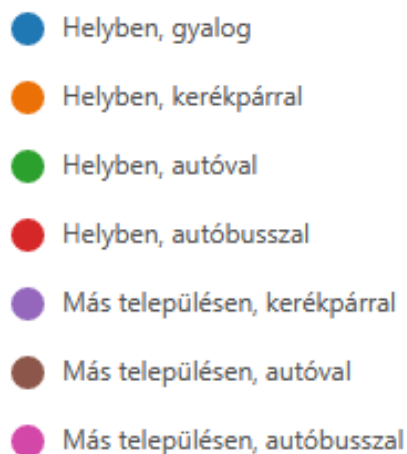 Helyben, gyalog
Helyben, kerékpárral
Helyben, autóval
Helyben, autóbusszal
Más településen, kerékpárral
Más településen, autóval
Más településen, autóbusszal